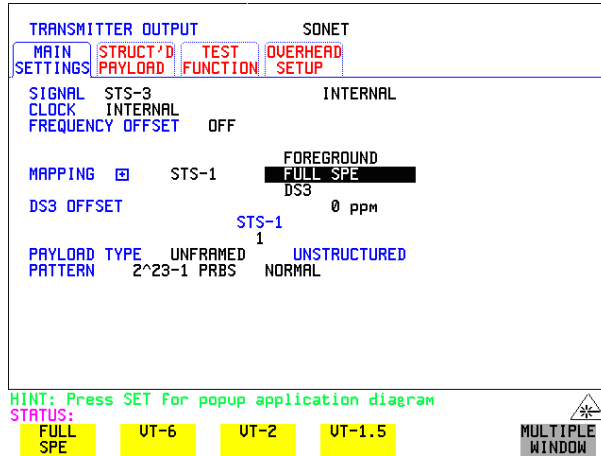 TRANSMITTER OUTPUT SONET
MAIN SETTINGS STRUCT'D PAYLOAD TEST FUNCTION OVERHEAD SETUP
SIGNAL STS-3 INTERNAL
CLOCK INTERNAL
FREQUENCY OFFSET OFF
FOREGROUND
MAPPING + STS-1 FULL SPE
DS3
DS3 OFFSET 0 ppm
STS-1
1
PAYLOAD TYPE UNFRAMED UNSTRUCTURED
PATTERN 2^23-1 PRBS NORMAL
HINT: Press SET for popup application diagram
STATUS:
FULL SPE VT-6 VT-2 VT-1.5 MULTIPLE WINDOW